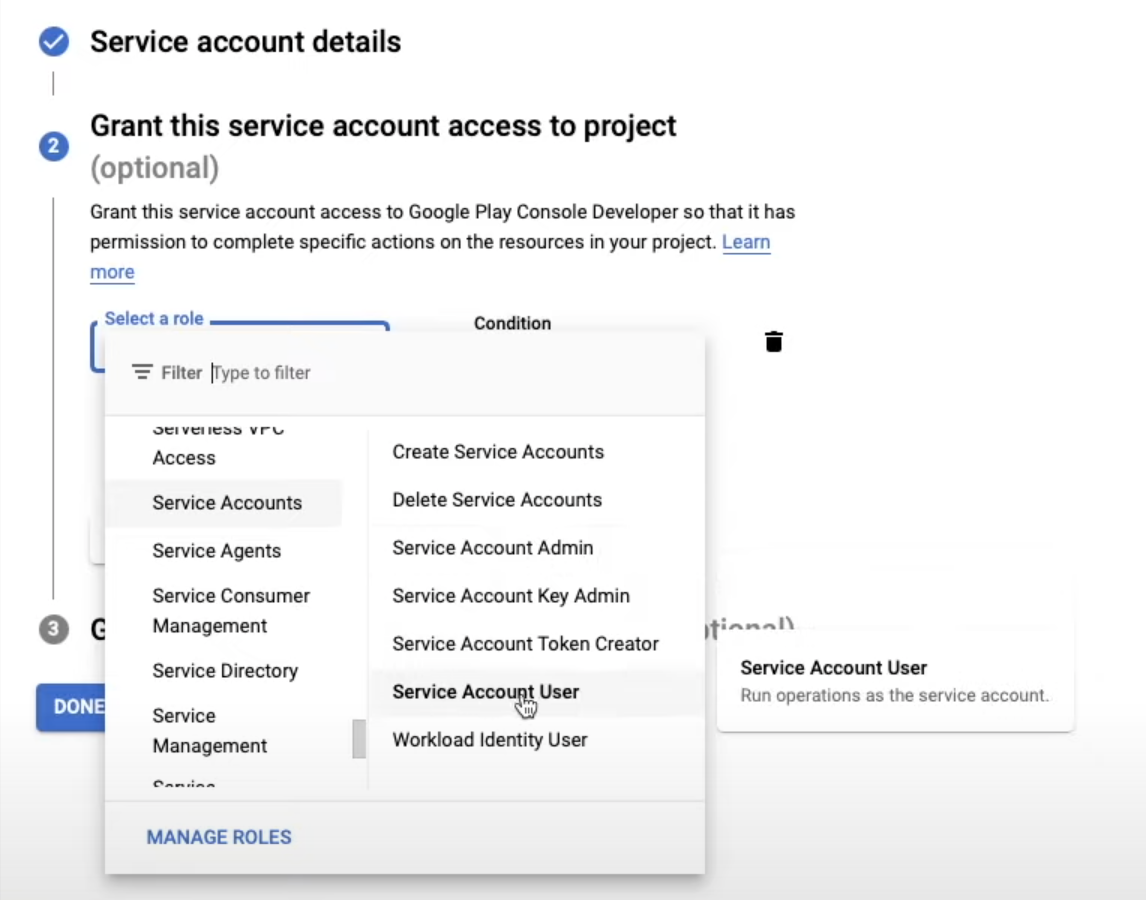 Service account details
2
Grant this service account access to project
(optional)
Grant this service account access to Google Play Console Developer so that it has
permission to complete specific actions on the resources in your project. Learn
more
Select a role
Condition
Filter Type to filter
Serverless VPC
Access
Service Accounts
Service Agents
Service Consumer
Management
Service Directory
Service
Management
Service
Create Service Accounts
Delete Service Accounts
Service Account Admin
Service Account Key Admin
Service Account Token Creator
Service Account User
Workload Identity User
MANAGE ROLES
3
G
tional)
DONE
Service Account User
Run operations as the service account.